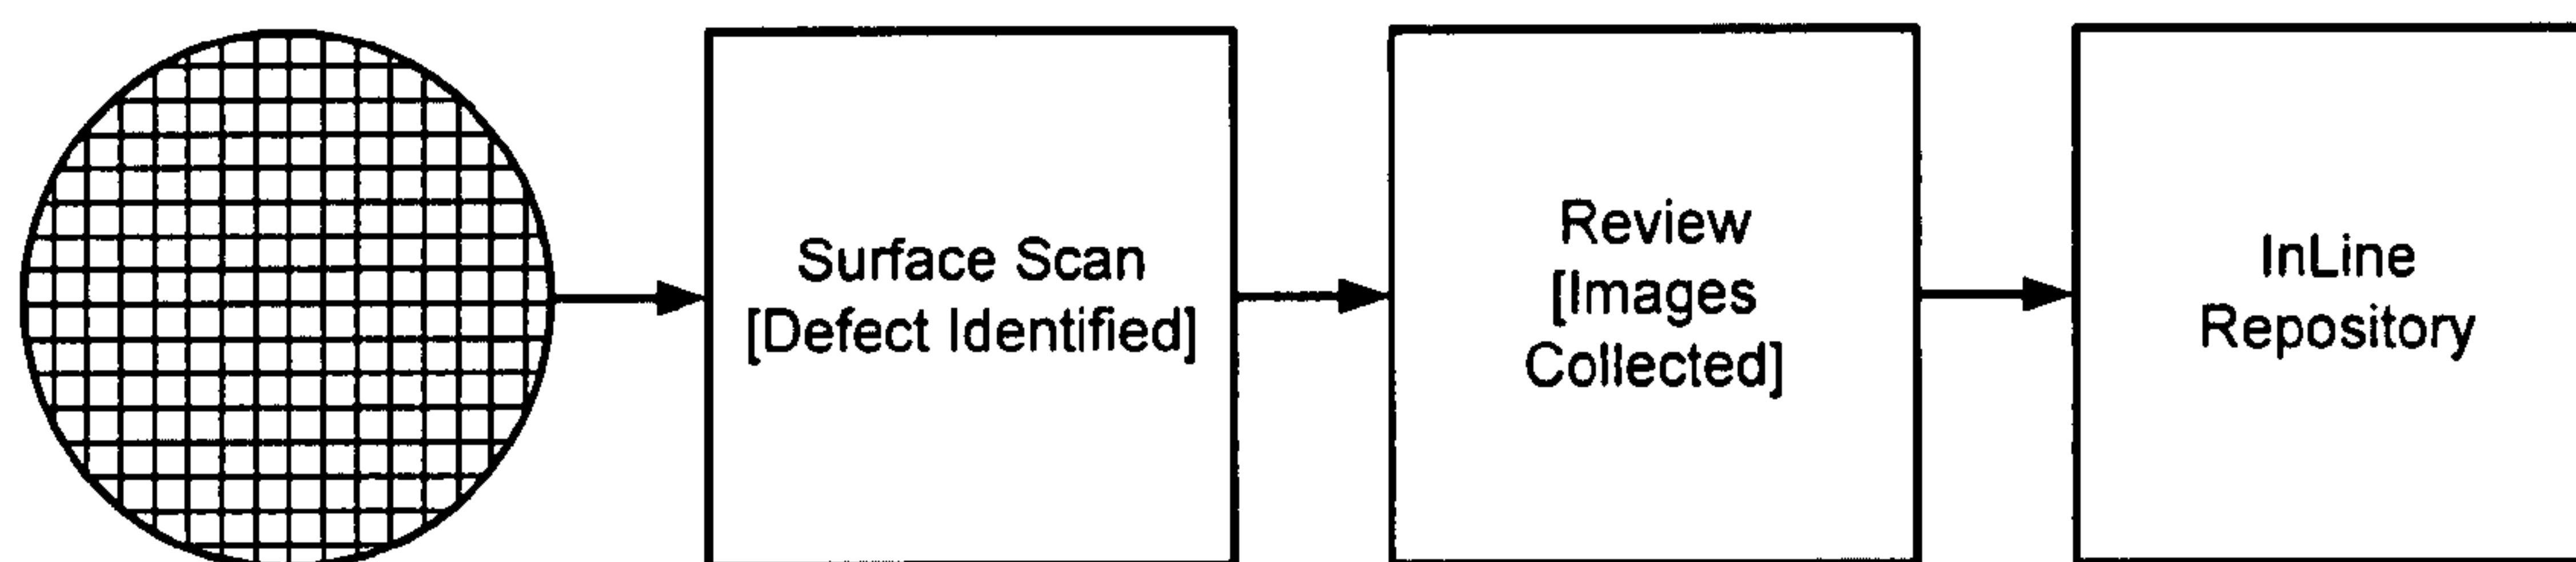 Surface Scan
[Defect Identified]
Review
[Images
Collected]
InLine
Repository